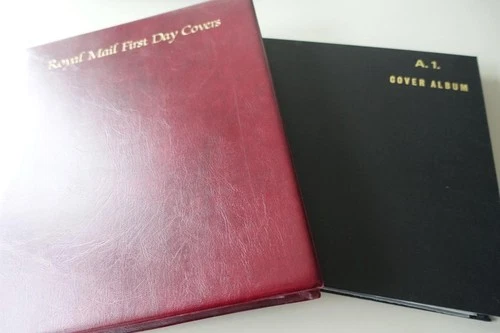 Royal Mail First Day Covers
A.1.
COVER ALBUM